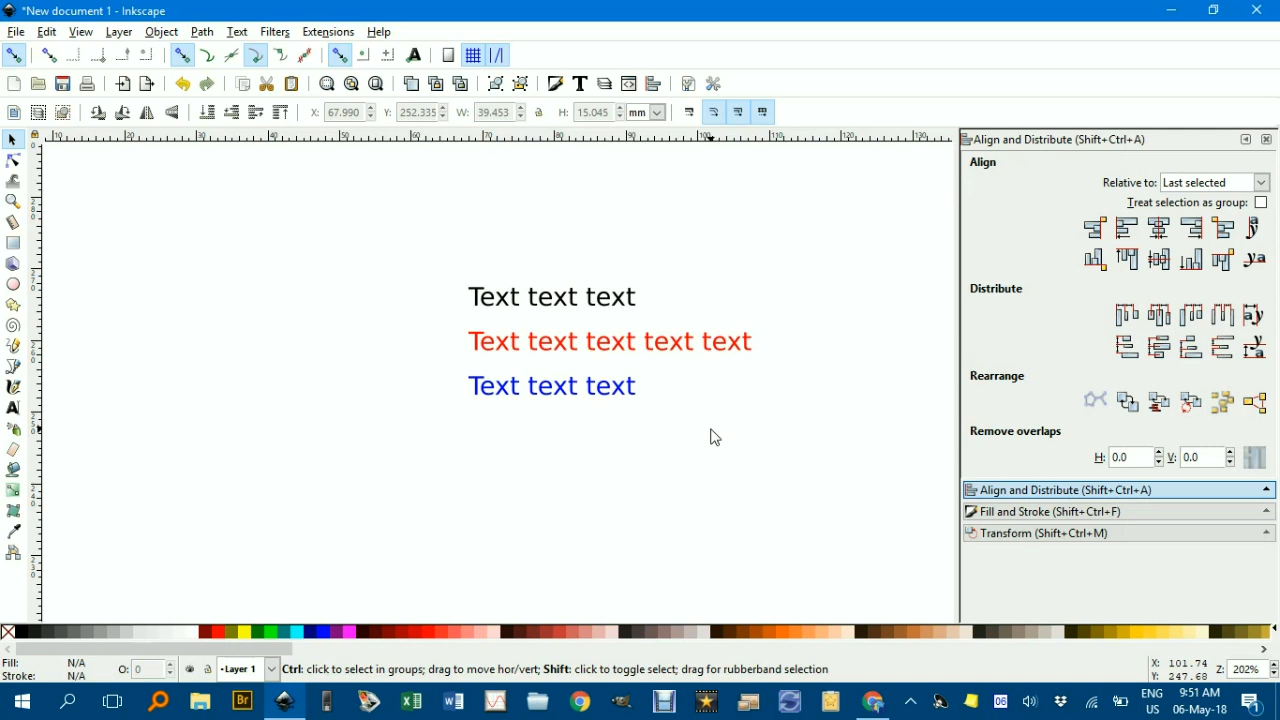 *New document 1 - Inkscape
File Edit View Layer Object Path Text Filters Extensions Help
X: 67.990 Y: 252.335 W: 39.453 H: 15.045 mm
Align and Distribute (Shift+Ctrl+A)
Align
Relative to: Last selected
Treat selection as group:
Distribute
Rearrange
Remove overlaps
H: 0.0 V: 0.0
Align and Distribute (Shift+Ctrl+A)
Fill and Stroke (Shift+Ctrl+F)
Transform (Shift+Ctrl+M)
Text text text
Text text text text text
Text text text
Fill: N/A O: 0 Layer 1 Ctrl: click to select in groups; drag to move hor/vert; Shift: click to toggle select; drag for rubberband selection X: 101.74 Z: 202%
Stroke: N/A Y: 247.68
Br 06 ENG 9:51 AM
US 06-May-18